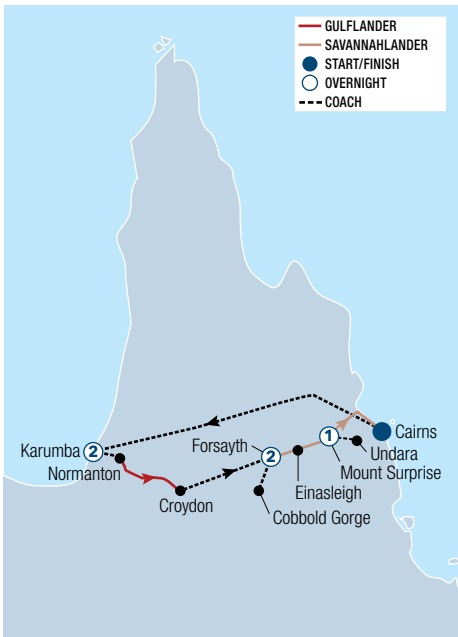 GULFLANDER
SAVANNAHLANDER
START/FINISH
OVERNIGHT
COACH
Cairns
Karumba
2
Forsayth
2
1
Undara
Normanton
Mount Surprise
Einasleigh
Croydon
Cobbold Gorge